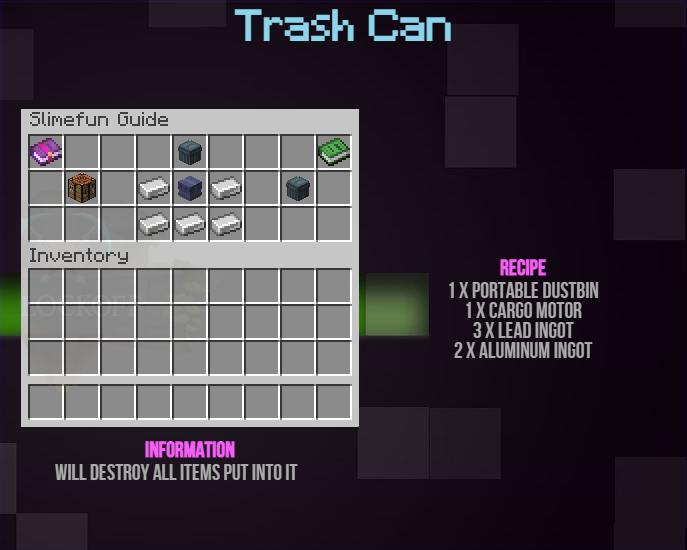 Trash Can
Slimefun Guide
Inventory
LOCKOFF
RECIPE
1 X PORTABLE DUSTBIN
1 X CARGO MOTOR
3 X LEAD INGOT
2 X ALUMINUM INGOT
INFORMATION
WILL DESTROY ALL ITEMS PUT INTO IT